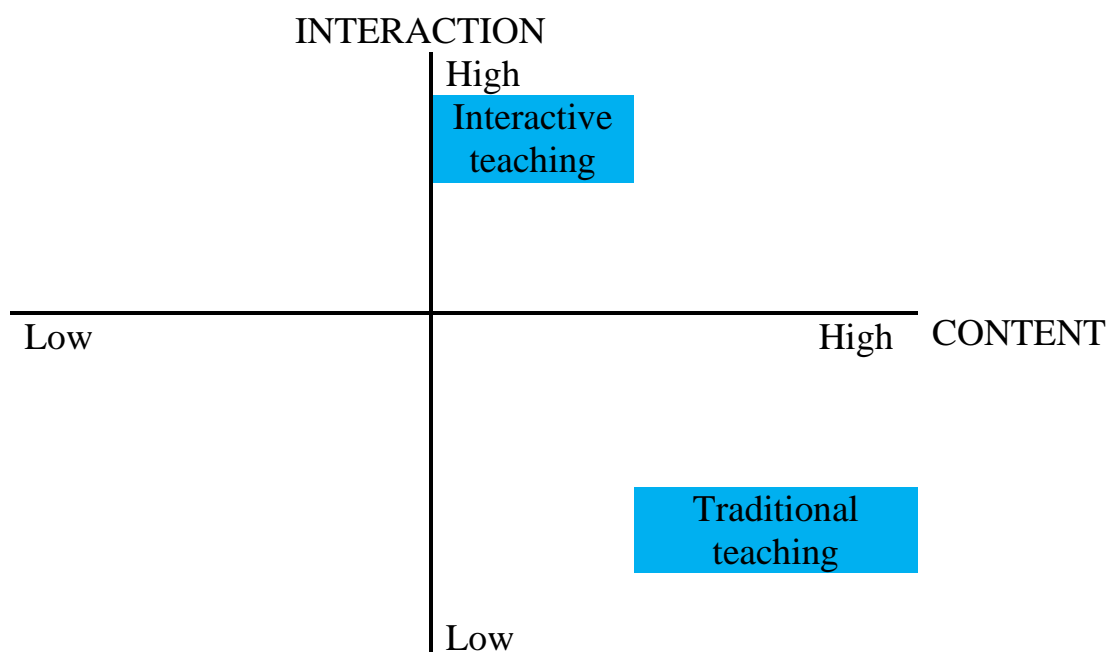 INTERACTION
High
Interactive
teaching
Low
High
CONTENT
Traditional
teaching
Low